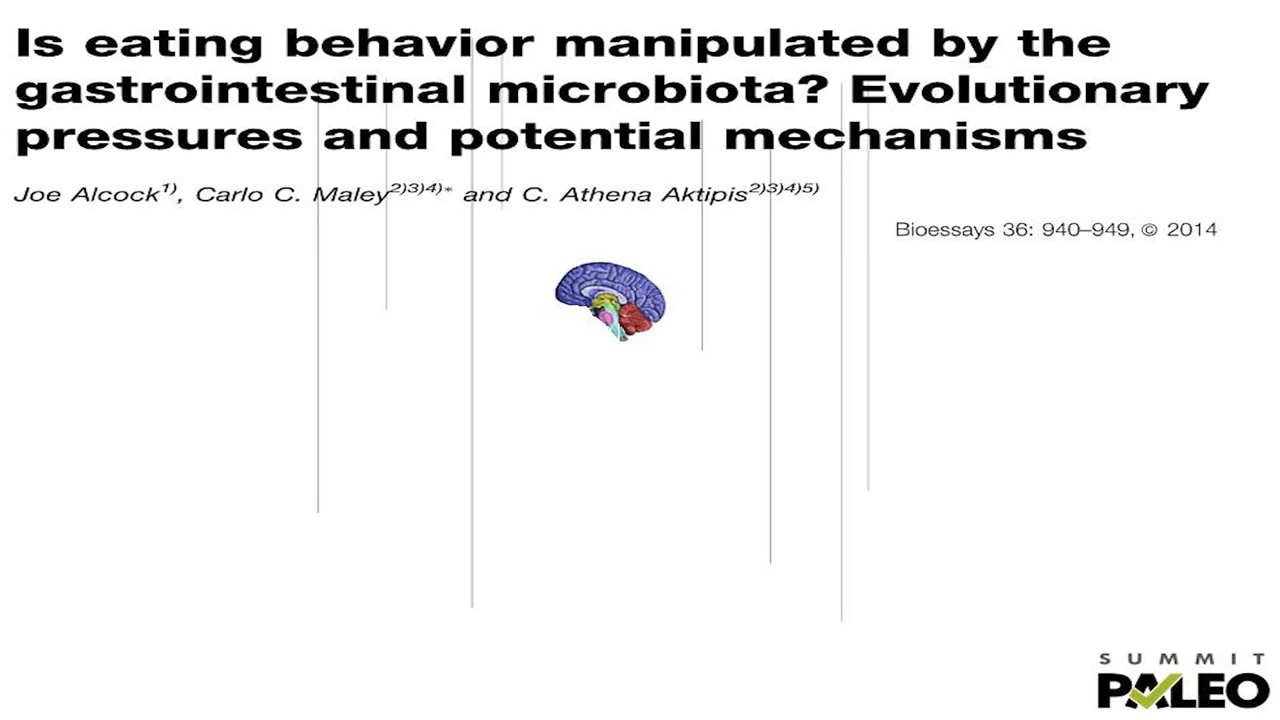 Is eating behavior manipulated by the
gastrointestinal microbiota? Evolutionary
pressures and potential mechanisms
Joe Alcock1), Carlo C. Maley2)3)4)* and C. Athena Aktipis2)3)4)5)
Bioessays 36: 940–949, © 2014
SUMMIT
PALEO